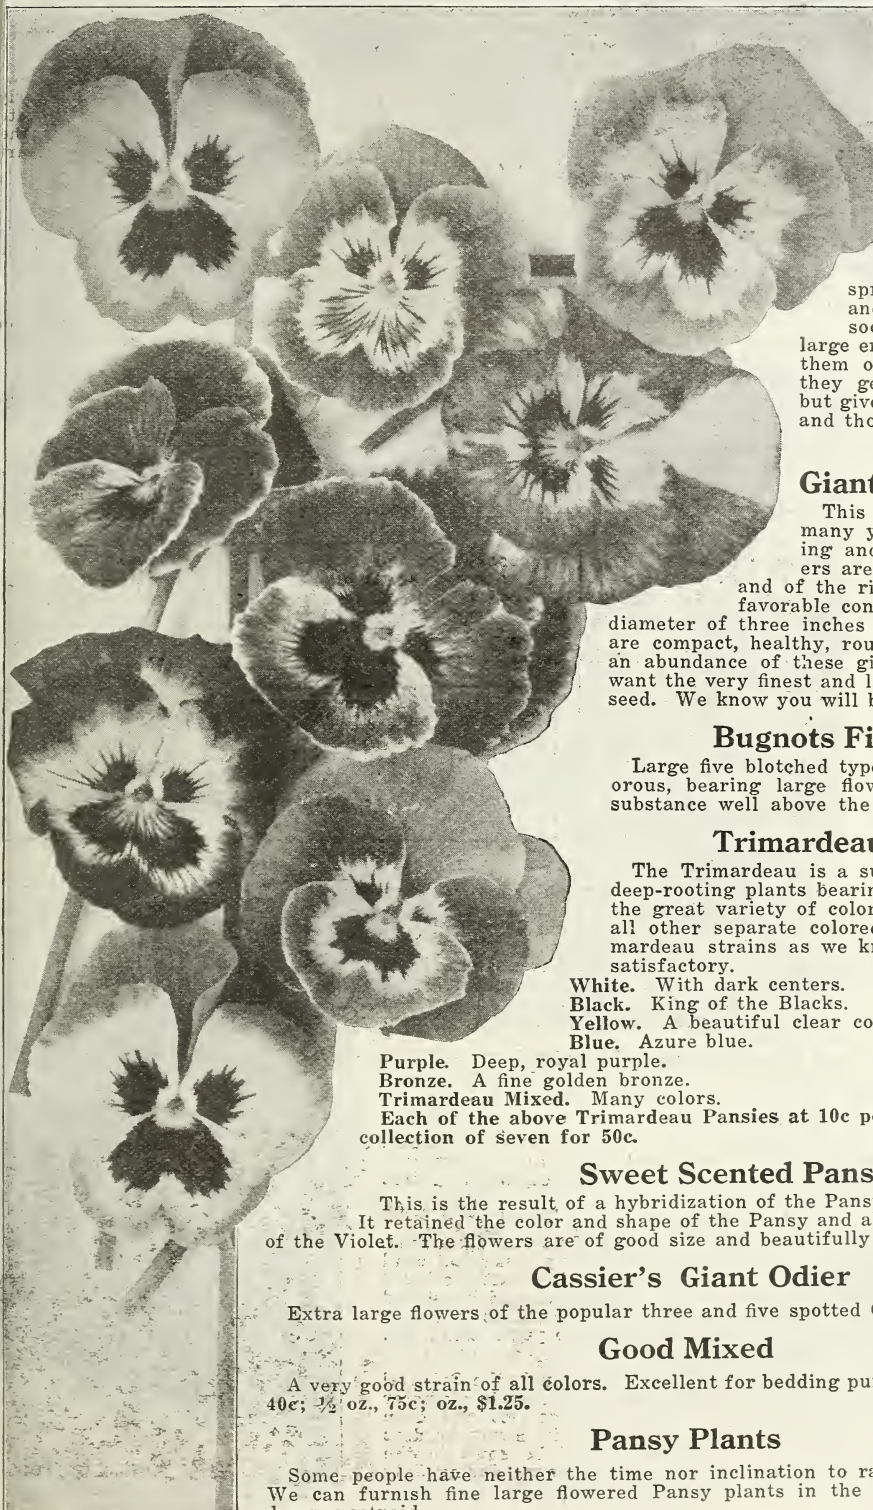 spr
and
soo
large en
them o
they ge
but give
and tho
Giant
This
many y
ing and
ers are
and of the ri
favorable con
diameter of three inches
are compact, healthy, rou
an abundance of these gi
want the very finest and l
seed. We know you will b
Bugnots Fi
Large five blotched type
orous, bearing large flow
substance well above the
Trimardeau
The Trimardeau is a su
deep-rooting plants bearin
the great variety of color
all other separate colored
mardeau strains as we kn
satisfactory.
White. With dark centers.
Black. King of the Blacks.
Yellow. A beautiful clear co
Blue. Azure blue.
Purple. Deep, royal purple.
Bronze. A fine golden bronze.
Trimardeau Mixed. Many colors.
Each of the above Trimardeau Pansies at 10c p
collection of seven for 50c.
Sweet Scented Pans
This is the result of a hybridization of the Pans
It retained the color and shape of the Pansy and a
of the Violet. The flowers are of good size and beautifully
Cassier's Giant Odier
Extra large flowers of the popular three and five spotted
Good Mixed
A very good strain of all colors. Excellent for bedding pu
40c; ½ oz., 75c; oz., $1.25.
Pansy Plants
Some people have neither the time nor inclination to ra
We can furnish fine large flowered Pansy plants in the